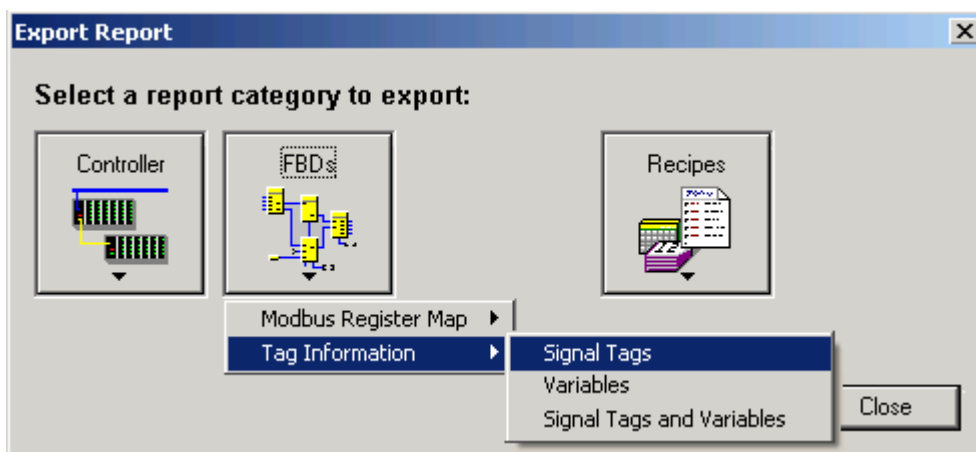 Export Report
Select a report category to export:
Controller
FBDs
Recipes
Modbus Register Map
Tag Information
Signal Tags
Variables
Signal Tags and Variables
Close